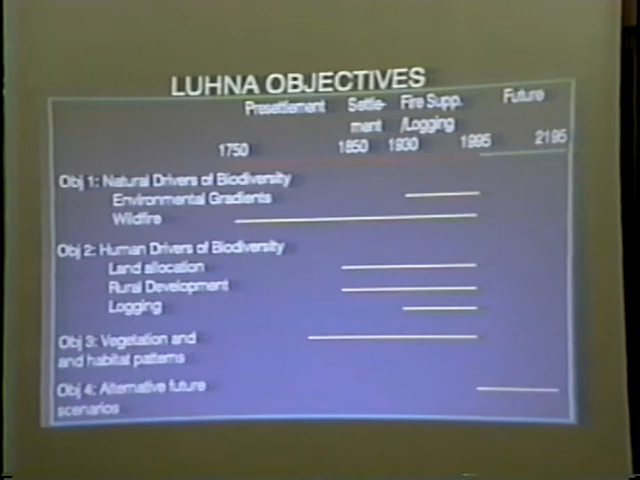 LUHNA OBJECTIVES
Presettlement Settle- Fire Supp. Future
ment /Logging
1750 1850 1930 1995 2195
Obj 1: Natural Drivers of Biodiversity
Environmental Gradients
Wildfire
Obj 2: Human Drivers of Biodiversity
Land allocation
Rural Development
Logging
Obj 3: Vegetation and
and habitat patterns
Obj 4: Alternative future
scenarios